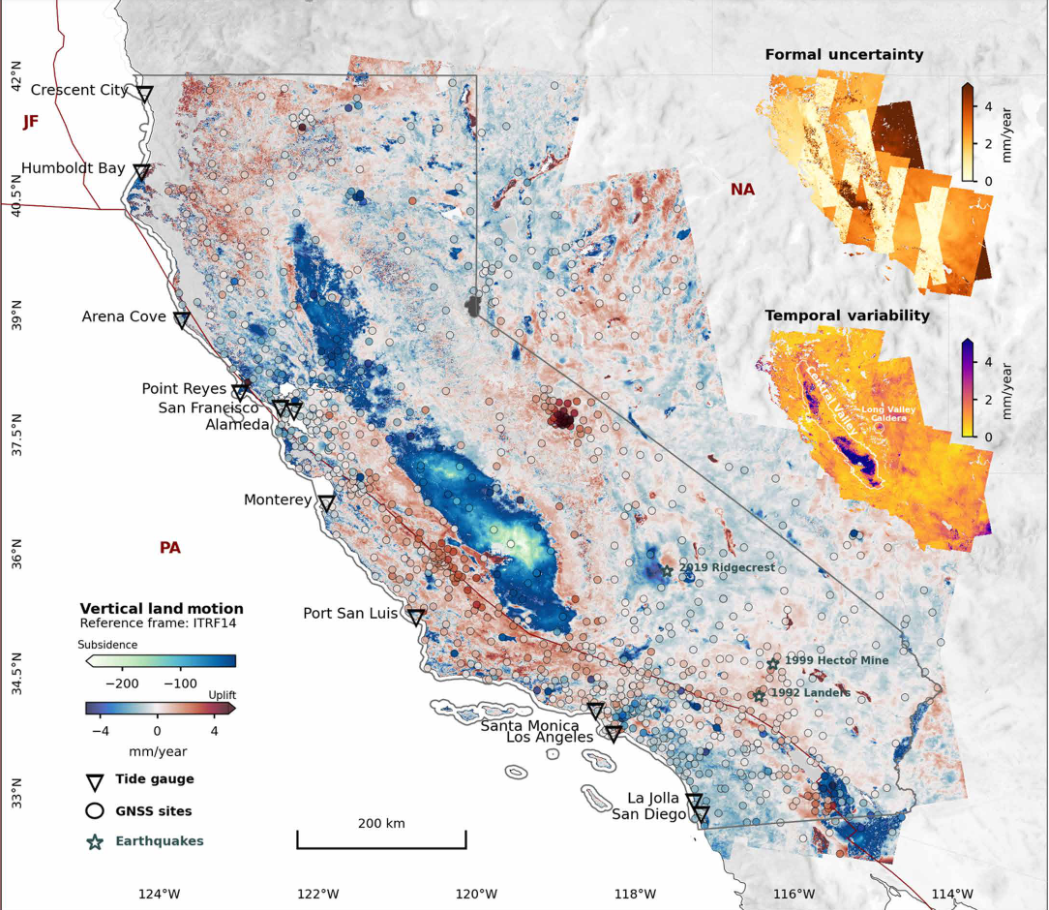 Formal uncertainty
4
2
0
mm/year
42°N
Crescent City
JF
Humboldt Bay
40.5°N
NA
39°N
Arena Cove
Temporal variability
4
2
0
mm/year
Central Valley
Long Valley
Caldera
Point Reyes
San Francisco
Alameda
37.5°N
Monterey
36°N
PA
2019 Ridgecrest
Vertical land motion
Reference frame: ITRF14
Subsidence
−200
−100
Uplift
−4
0
4
mm/year
Port San Luis
34.5°N
1999 Hector Mine
1992 Landers
Santa Monica
Los Angeles
Tide gauge
GNSS sites
Earthquakes
33°N
La Jolla
San Diego
200 km
124°W
122°W
120°W
118°W
116°W
114°W